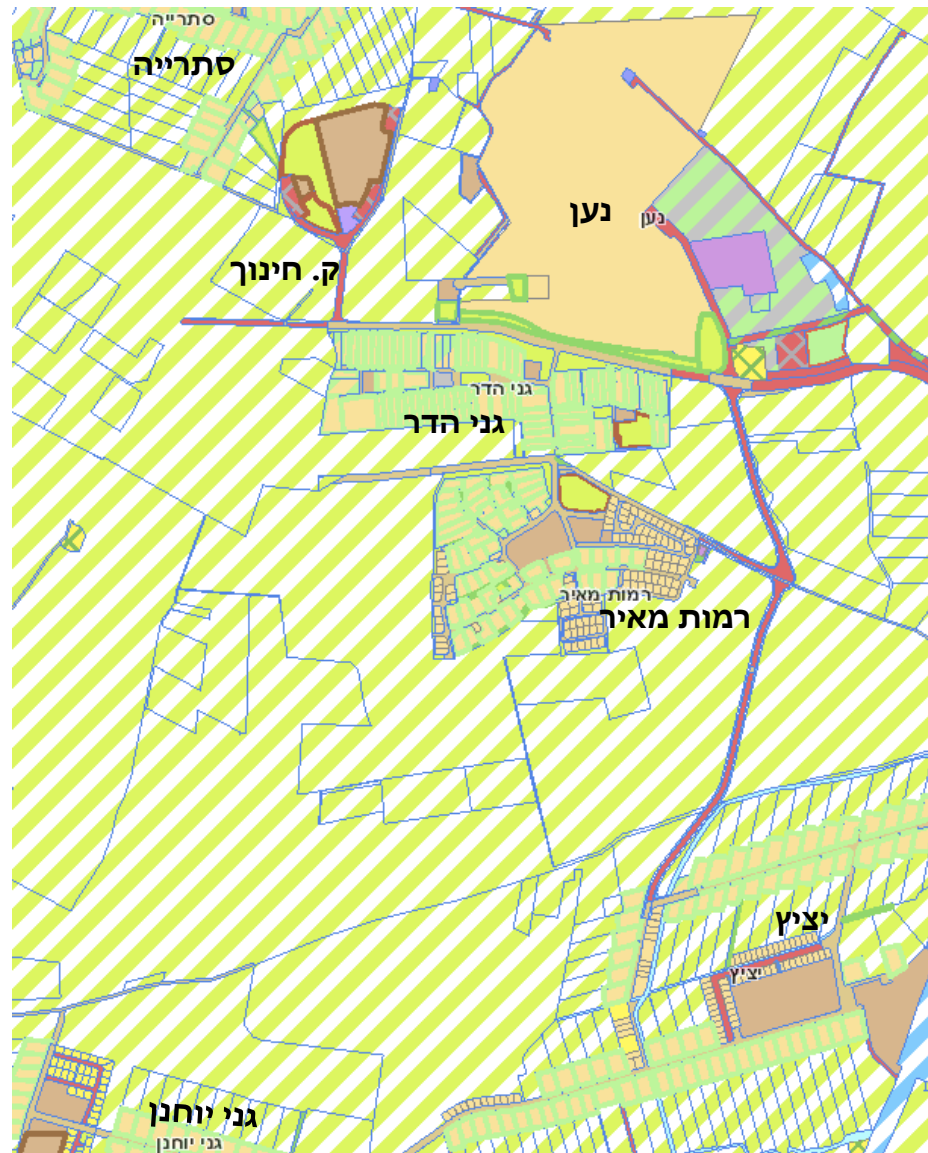 סתרייה
סתרייה
נען
נען
ק. חינוך
גני הדר
גני הדר
רמות מאיר
רמות מאיר
יציץ
יציץ
גני יוחנן
גני יוחנן